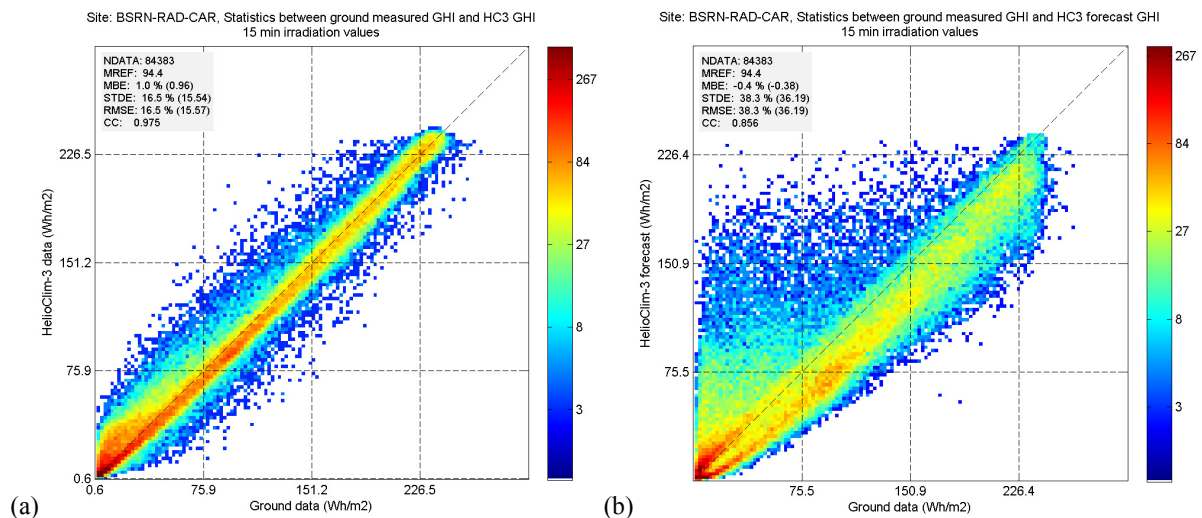 Site: BSRN-RAD-CAR, Statistics between ground measured GHI and HC3 GHI
15 min irradiation values
NDATA: 84383
MREF: 94.4
MBE: 1.0 % (0.96)
STDE: 16.5 % (15.54)
RMSE: 16.5 % (15.57)
CC: 0.975
HelioClim-3 data (Wh/m2)
226.5
151.2
75.9
0.6
0.6 75.9 151.2 226.5
Ground data (Wh/m2)
267
84
27
8
3
(a)
Site: BSRN-RAD-CAR, Statistics between ground measured GHI and HC3 forecast GHI
15 min irradiation values
NDATA: 84383
MREF: 94.4
MBE: -0.4 % (-0.38)
STDE: 38.3 % (36.19)
RMSE: 38.3 % (36.19)
CC: 0.856
HelioClim-3 forecast (Wh/m2)
226.4
150.9
75.5
75.5 150.9 226.4
Ground data (Wh/m2)
267
84
27
8
3
(b)